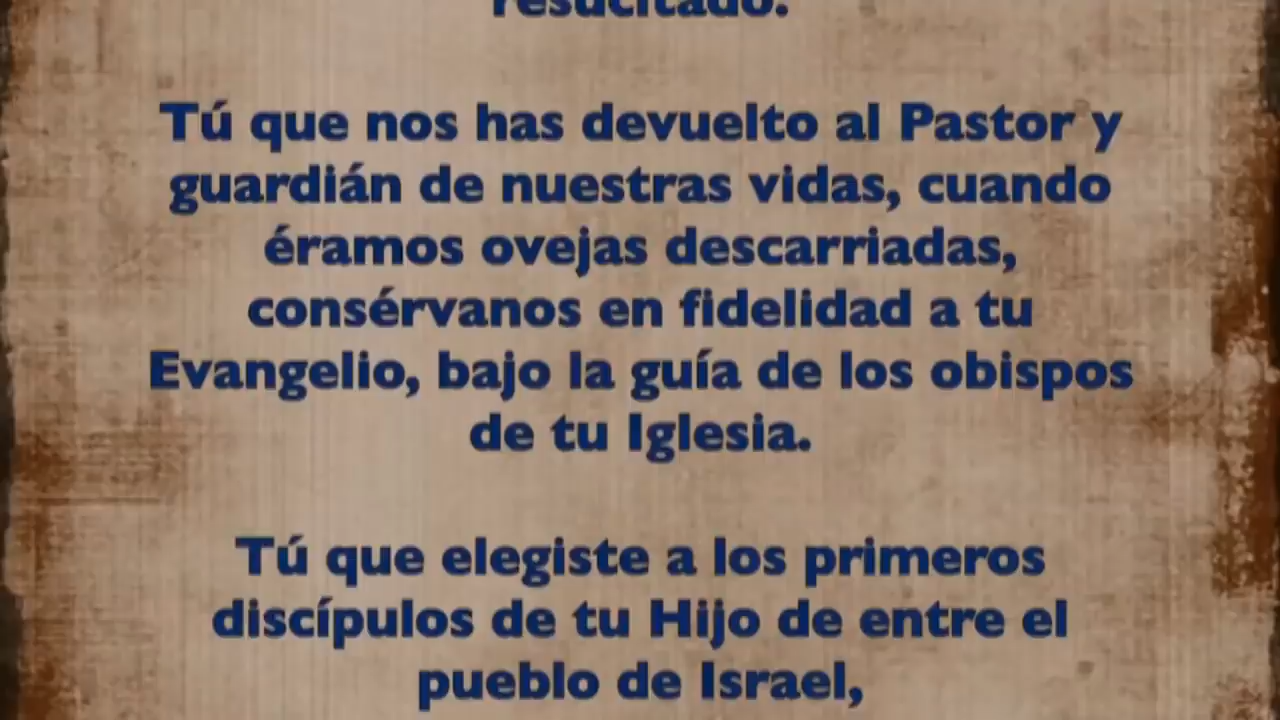 resucitado.
Tú que nos has devuelto al Pastor y
guardián de nuestras vidas, cuando
éramos ovejas descarriadas,
consérvanos en fidelidad a tu
Evangelio, bajo la guía de los obispos
de tu Iglesia.
Tú que elegiste a los primeros
discípulos de tu Hijo de entre el
pueblo de Israel,